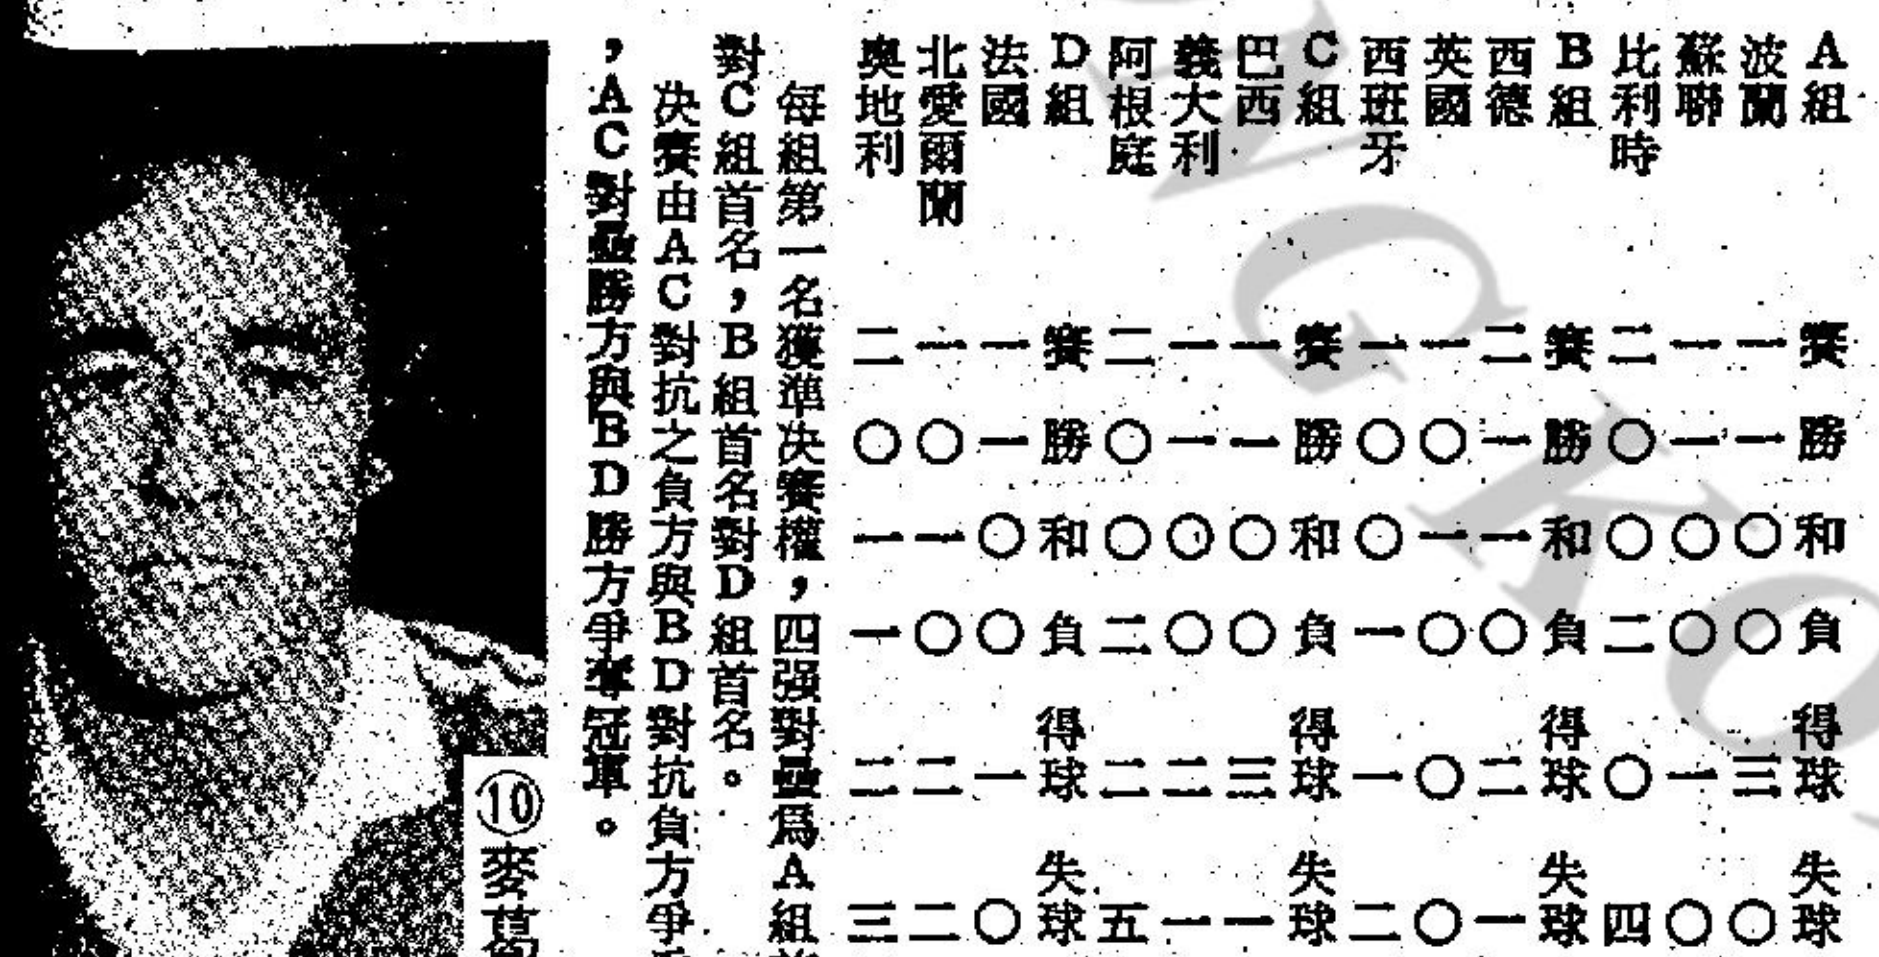 A組 賽 勝 和 負 得球 失球
波蘭 一 一 〇 〇 三 〇
蘇聯 一 一 〇 〇 一 〇
比利時 二 〇 〇 二 〇 四
B組 賽 勝 和 負 得球 失球
西德 二 一 一 〇 二 一
英國 一 〇 一 〇 〇 〇
西班牙 一 〇 〇 一 一 二
C組 賽 勝 和 負 得球 失球
巴西 一 一 〇 〇 三 一
義大利 一 一 〇 〇 二 一
阿根庭 二 〇 〇 二 二 五
D組 賽 勝 和 負 得球 失球
法國 一 一 〇 〇 一 〇
北愛爾蘭 一 〇 一 〇 二 二
奧地利 二 〇 一 一 二 三
每組第一名獲準決賽權，四强對壘爲A組
對C組首名，B組首名對D組首名。
决賽由AC對抗之負方與BD對抗負方爭
，AC對壘勝方與BD勝方爭奪冠軍。
⑩麥
NGKO